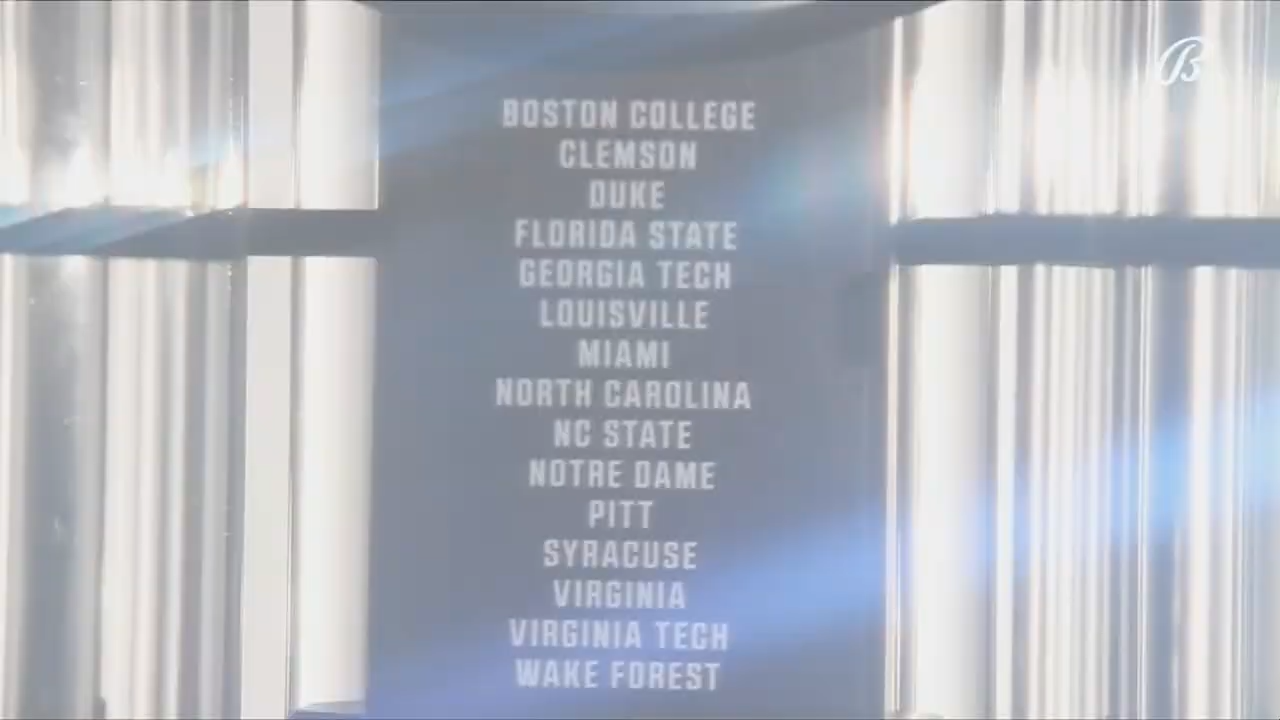 B
BOSTON COLLEGE
CLEMSON
DUKE
FLORIDA STATE
GEORGIA TECH
LOUISVILLE
MIAMI
NORTH CAROLINA
NC STATE
NOTRE DAME
PITT
SYRACUSE
VIRGINIA
VIRGINIA TECH
WAKE FOREST